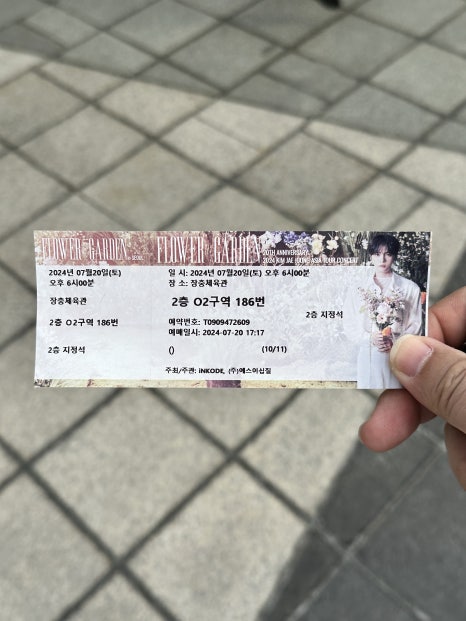 FLOWER GARDEN in SEOUL
2024년 07월20일(토)
오후 6시00분
장충체육관
2층 O2구역 186번
2층 지정석
FLOWER GARDEN
20TH ANNIVERSARY
2024 KIM JAE JOONG ASIA TOUR CONCERT
일 시: 2024년 07월20일(토) 오후 6시00분
장 소: 장충체육관
2층 O2구역 186번
2층 지정석
예약번호: T0909472609
예매일시: 2024-07-20 17:17
() (10/11)
주최/주관: iNKODE, (주)에스이십칠